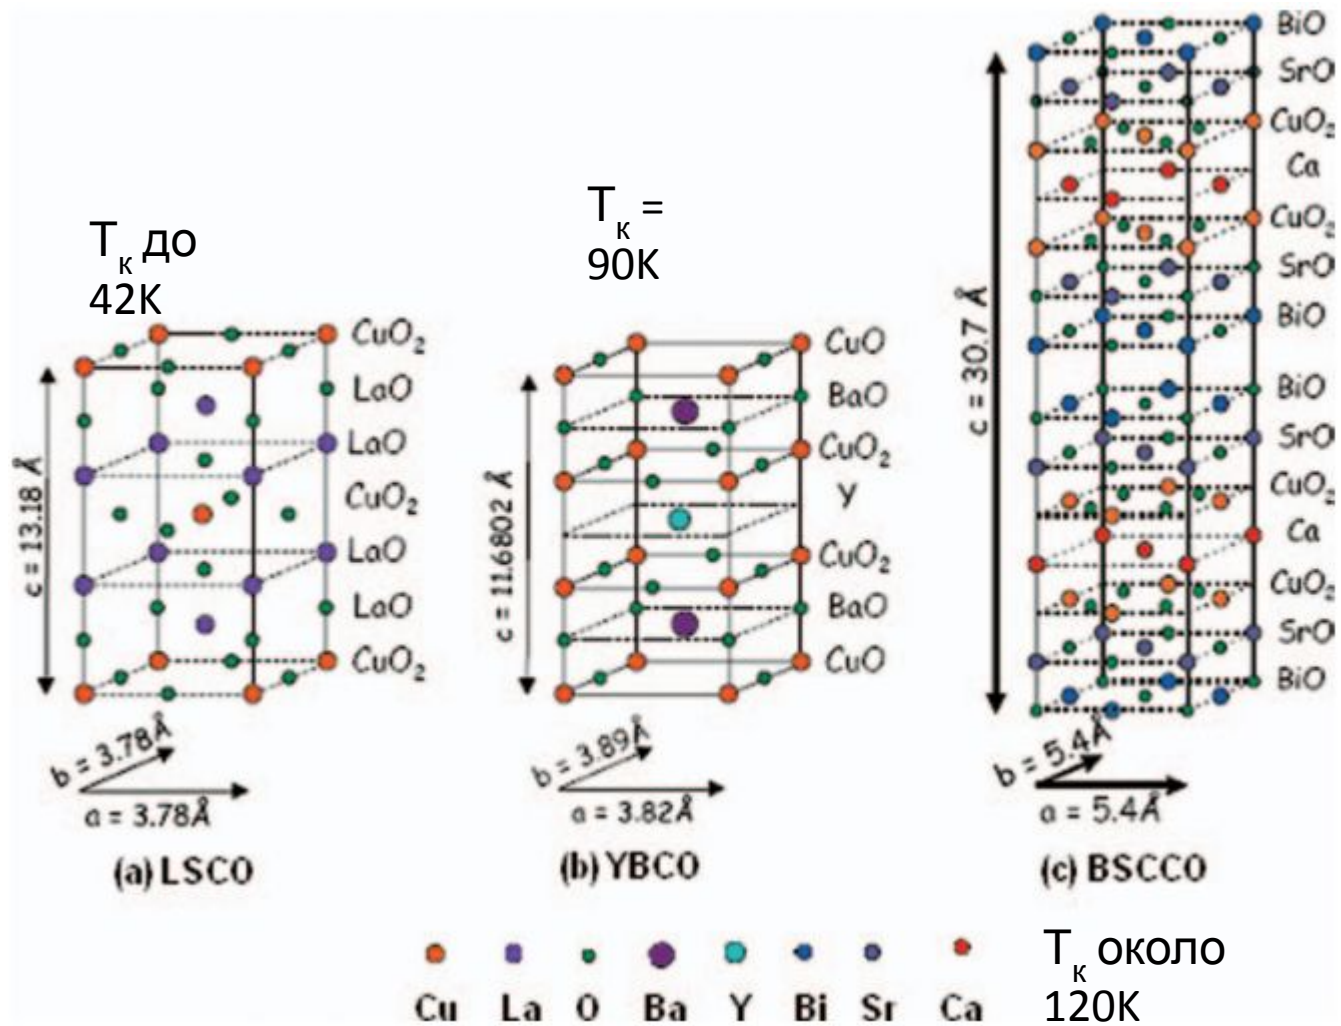 Tк до
42K
CuO2
LaO
LaO
CuO2
LaO
LaO
CuO2
c = 13.18 Å
b = 3.78Å
a = 3.78Å
(a) LSCO
Tк =
90K
CuO
BaO
CuO2
Y
CuO2
BaO
CuO
c = 11.6802 Å
b = 3.89Å
a = 3.82Å
(b) YBCO
BiO
SrO
CuO2
Ca
CuO2
SrO
BiO
BiO
SrO
CuO2
Ca
CuO2
SrO
BiO
c = 30.7 Å
b = 5.4Å
a = 5.4Å
(c) BSCCO
Cu La O Ba Y Bi Sr Ca
Tк около
120K